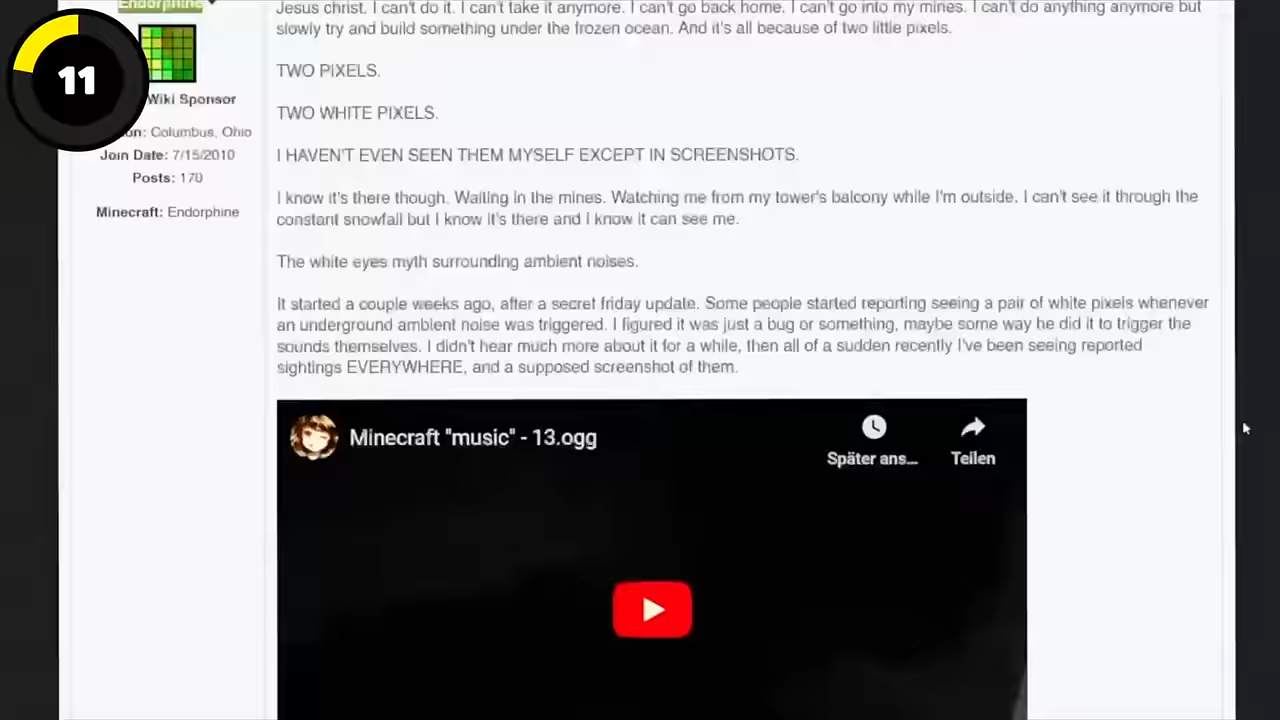 11
Endorphine
Wiki Sponsor
on: Columbus, Ohio
Join Date: 7/15/2010
Posts: 170
Minecraft: Endorphine
Jesus christ. I can't do it. I can't take it anymore. I can't go back home. I can't go into my mines. I can't do anything anymore but
slowly try and build something under the frozen ocean. And it's all because of two little pixels.
TWO PIXELS.
TWO WHITE PIXELS.
I HAVEN'T EVEN SEEN THEM MYSELF EXCEPT IN SCREENSHOTS.
I know it's there though. Waiting in the mines. Watching me from my tower's balcony while I'm outside. I can't see it through the
constant snowfall but I know it's there and I know it can see me.
The white eyes myth surrounding ambient noises.
It started a couple weeks ago, after a secret friday update. Some people started reporting seeing a pair of white pixels whenever
an underground ambient noise was triggered. I figured it was just a bug or something, maybe some way he did it to trigger the
sounds themselves. I didn't hear much more about it for a while, then all of a sudden recently I've been seeing reported
sightings EVERYWHERE, and a supposed screenshot of them.
Minecraft "music" - 13.ogg
Später ans...
Teilen